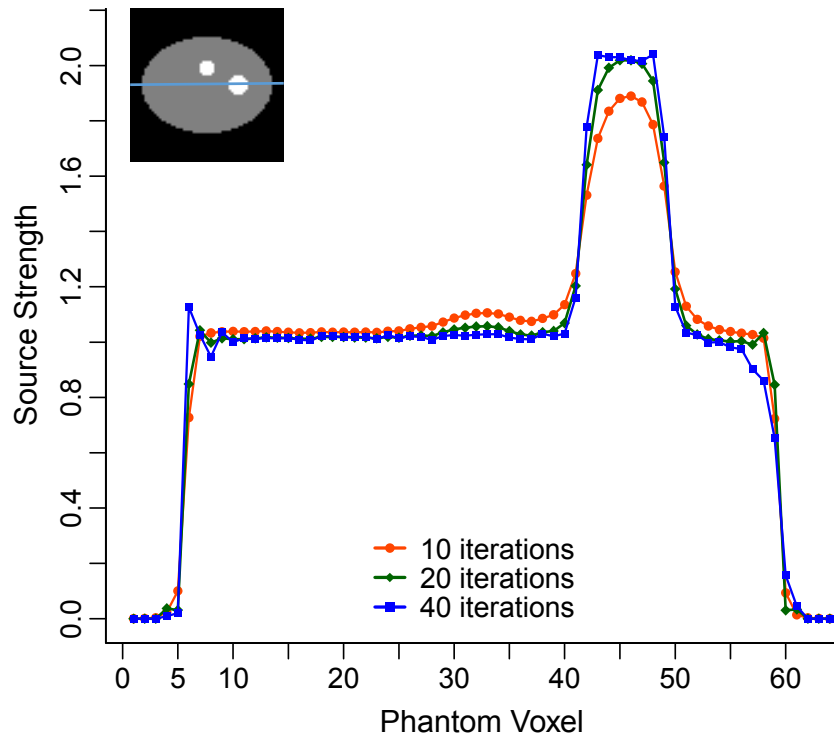 2.0
1.6
1.2
0.8
0.4
0.0
Source Strength
10 iterations
20 iterations
40 iterations
0 5 10 20 30 40 50 60
Phantom Voxel